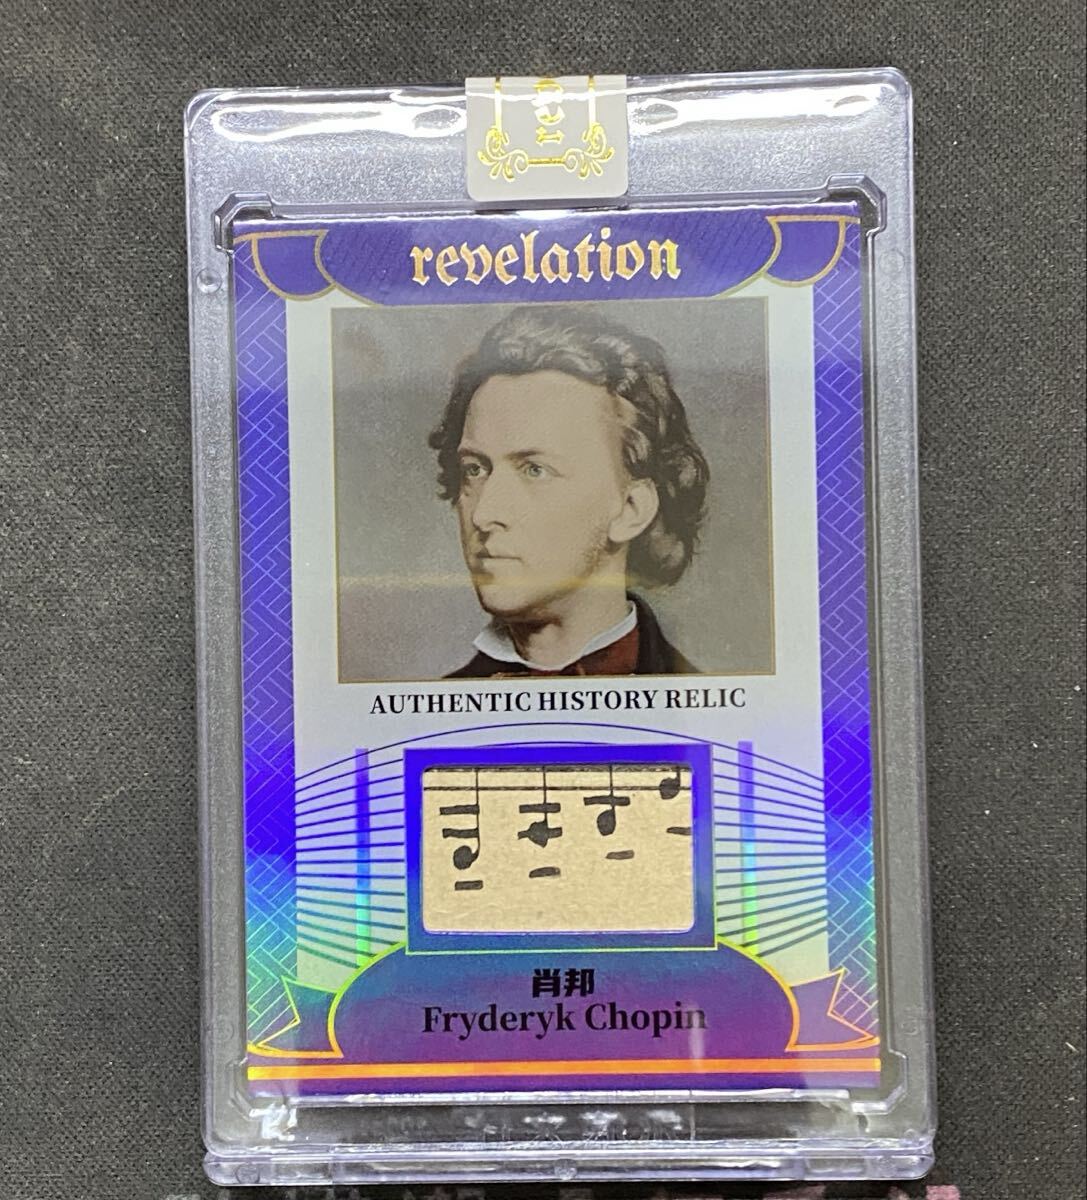 revelation
AUTHENTIC HISTORY RELIC
肖邦
Fryderyk Chopin